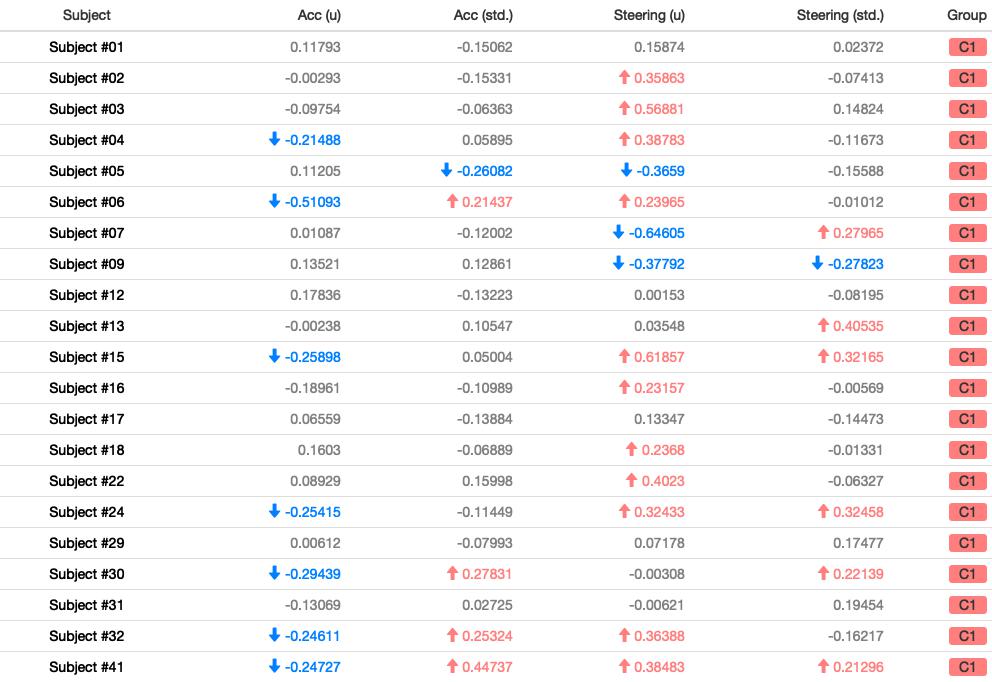 Subject Acc (u) Acc (std.) Steering (u) Steering (std.) Group
Subject #01 0.11793 -0.15062 0.15874 0.02372 C1
Subject #02 -0.00293 -0.15331 0.35863 -0.07413 C1
Subject #03 -0.09754 -0.06363 0.56881 0.14824 C1
Subject #04 -0.21488 0.05895 0.38783 -0.11673 C1
Subject #05 0.11205 -0.26082 -0.3659 -0.15588 C1
Subject #06 -0.51093 0.21437 0.23965 -0.01012 C1
Subject #07 0.01087 -0.12002 -0.64605 0.27965 C1
Subject #09 0.13521 0.12861 -0.37792 -0.27823 C1
Subject #12 0.17836 -0.13223 0.00153 -0.08195 C1
Subject #13 -0.00238 0.10547 0.03548 0.40535 C1
Subject #15 -0.25898 0.05004 0.61857 0.32165 C1
Subject #16 -0.18961 -0.10989 0.23157 -0.00569 C1
Subject #17 0.06559 -0.13884 0.13347 -0.14473 C1
Subject #18 0.1603 -0.06889 0.2368 -0.01331 C1
Subject #22 0.08929 0.15998 0.4023 -0.06327 C1
Subject #24 -0.25415 -0.11449 0.32433 0.32458 C1
Subject #29 0.00612 -0.07993 0.07178 0.17477 C1
Subject #30 -0.29439 0.27831 -0.00308 0.22139 C1
Subject #31 -0.13069 0.02725 -0.00621 0.19454 C1
Subject #32 -0.24611 0.25324 0.36388 -0.16217 C1
Subject #41 -0.24727 0.44737 0.38483 0.21296 C1